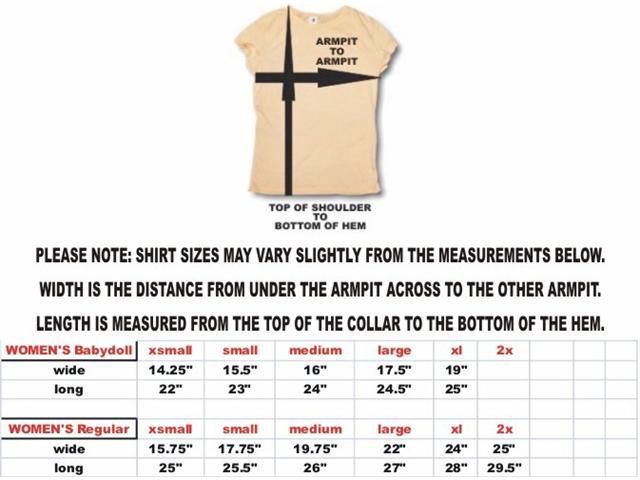 ARMPIT
TO
ARMPIT
TOP OF SHOULDER
TO
BOTTOM OF HEM
PLEASE NOTE: SHIRT SIZES MAY VARY SLIGHTLY FROM THE MEASUREMENTS BELOW.
WIDTH IS THE DISTANCE FROM UNDER THE ARMPIT ACROSS TO THE OTHER ARMPIT.
LENGTH IS MEASURED FROM THE TOP OF THE COLLAR TO THE BOTTOM OF THE HEM.
WOMEN'S Babydoll xsmall small medium large xl 2x
wide 14.25" 15.5" 16" 17.5" 19"
long 22" 23" 24" 24.5" 25"
WOMEN'S Regular xsmall small medium large xl 2x
wide 15.75" 17.75" 19.75" 22" 24" 25"
long 25" 25.5" 26" 27" 28" 29.5"